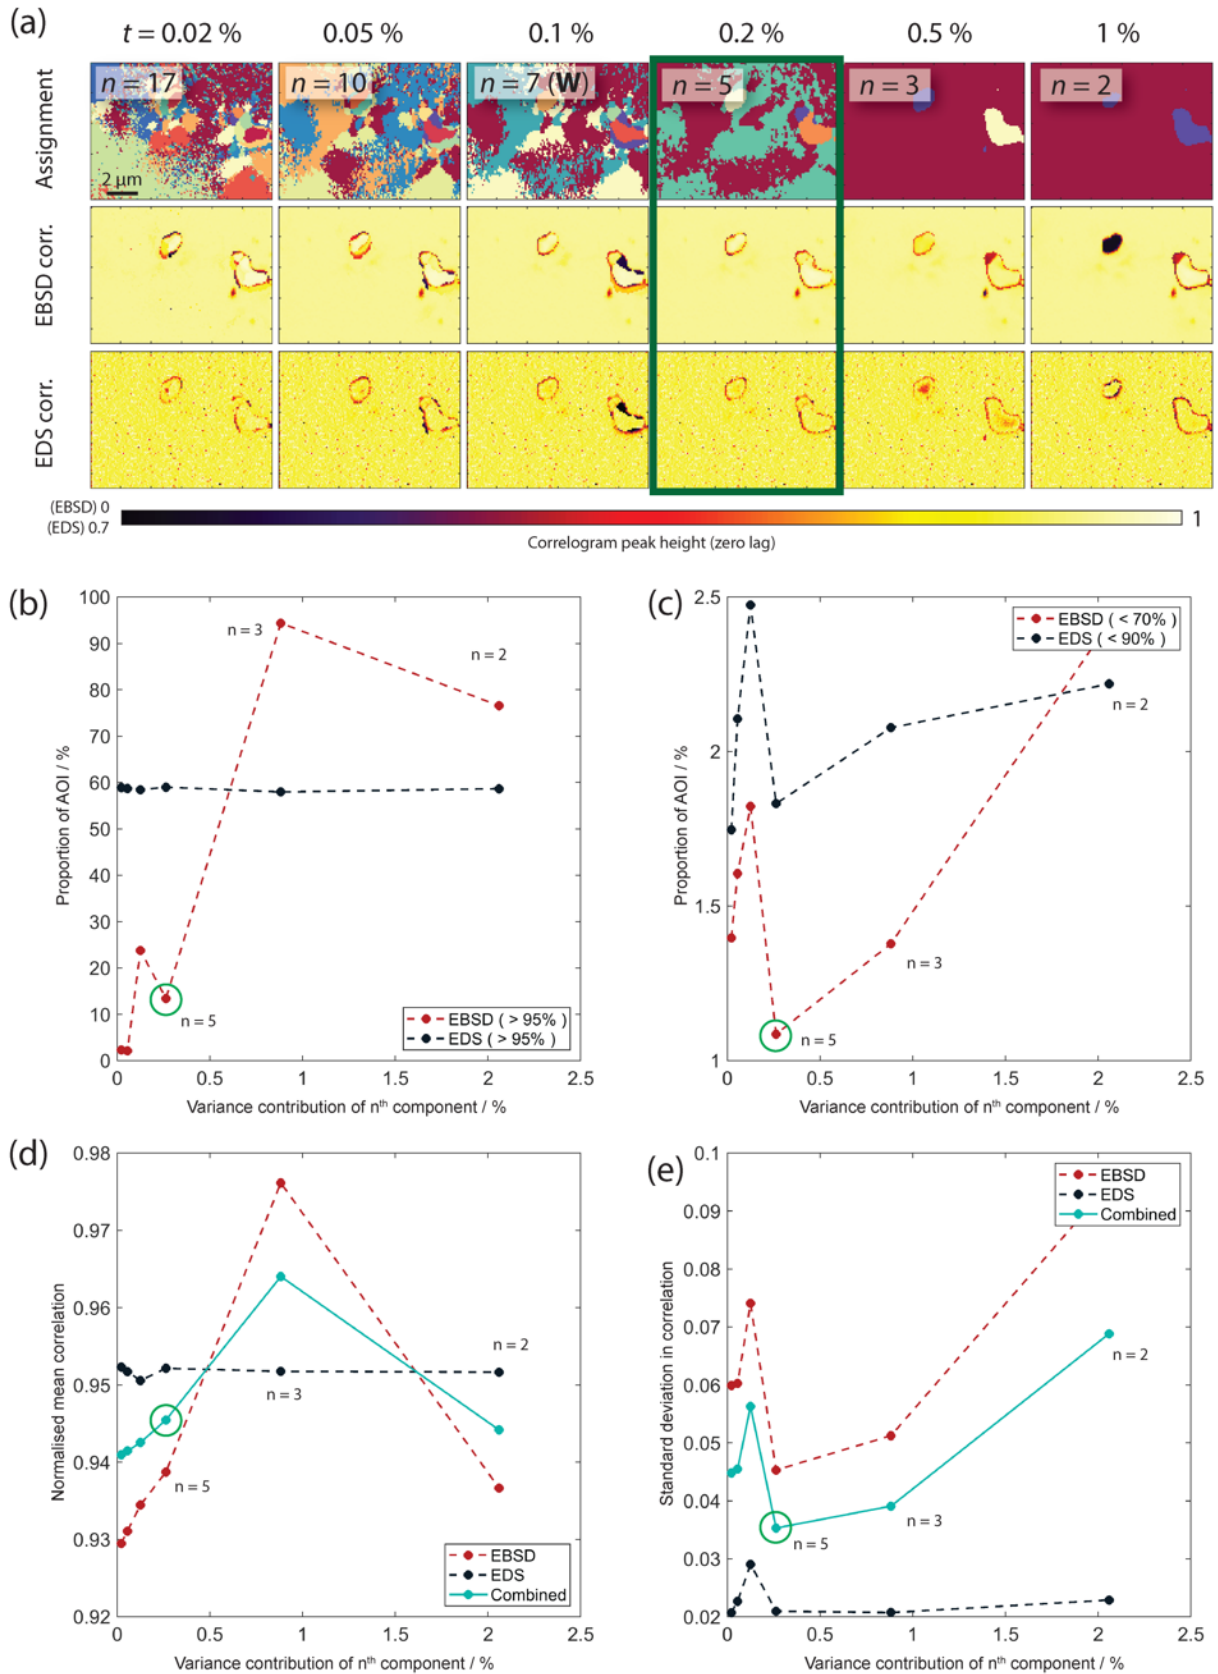 (a)
t = 0.02 % 0.05 % 0.1 % 0.2 % 0.5 % 1 %
Assignment
n = 17 n = 10 n = 7 (W) n = 5 n = 3 n = 2
2 µm
EBSD corr.
EDS corr.
(EBSD) 0
(EDS) 0.7
1
Correlogram peak height (zero lag)
(b)
100
90
80
70
60
50
40
30
20
10
0
Proportion of AOI / %
n = 3
n = 2
n = 5
EBSD ( > 95% )
EDS ( > 95% )
0 0.5 1 1.5 2 2.5
Variance contribution of nth component / %
(c)
2.5
2
1.5
1
Proportion of AOI / %
EBSD ( < 70% )
EDS ( < 90% )
n = 2
n = 3
n = 5
0 0.5 1 1.5 2 2.5
Variance contribution of nth component / %
(d)
0.98
0.97
0.96
0.95
0.94
0.93
0.92
Normalised mean correlation
n = 2
n = 3
n = 5
EBSD
EDS
Combined
0 0.5 1 1.5 2 2.5
Variance contribution of nth component / %
(e)
0.1
0.09
0.08
0.07
0.06
0.05
0.04
0.03
0.02
Standard deviation in correlation
EBSD
EDS
Combined
n = 2
n = 3
n = 5
0 0.5 1 1.5 2 2.5
Variance contribution of nth component / %